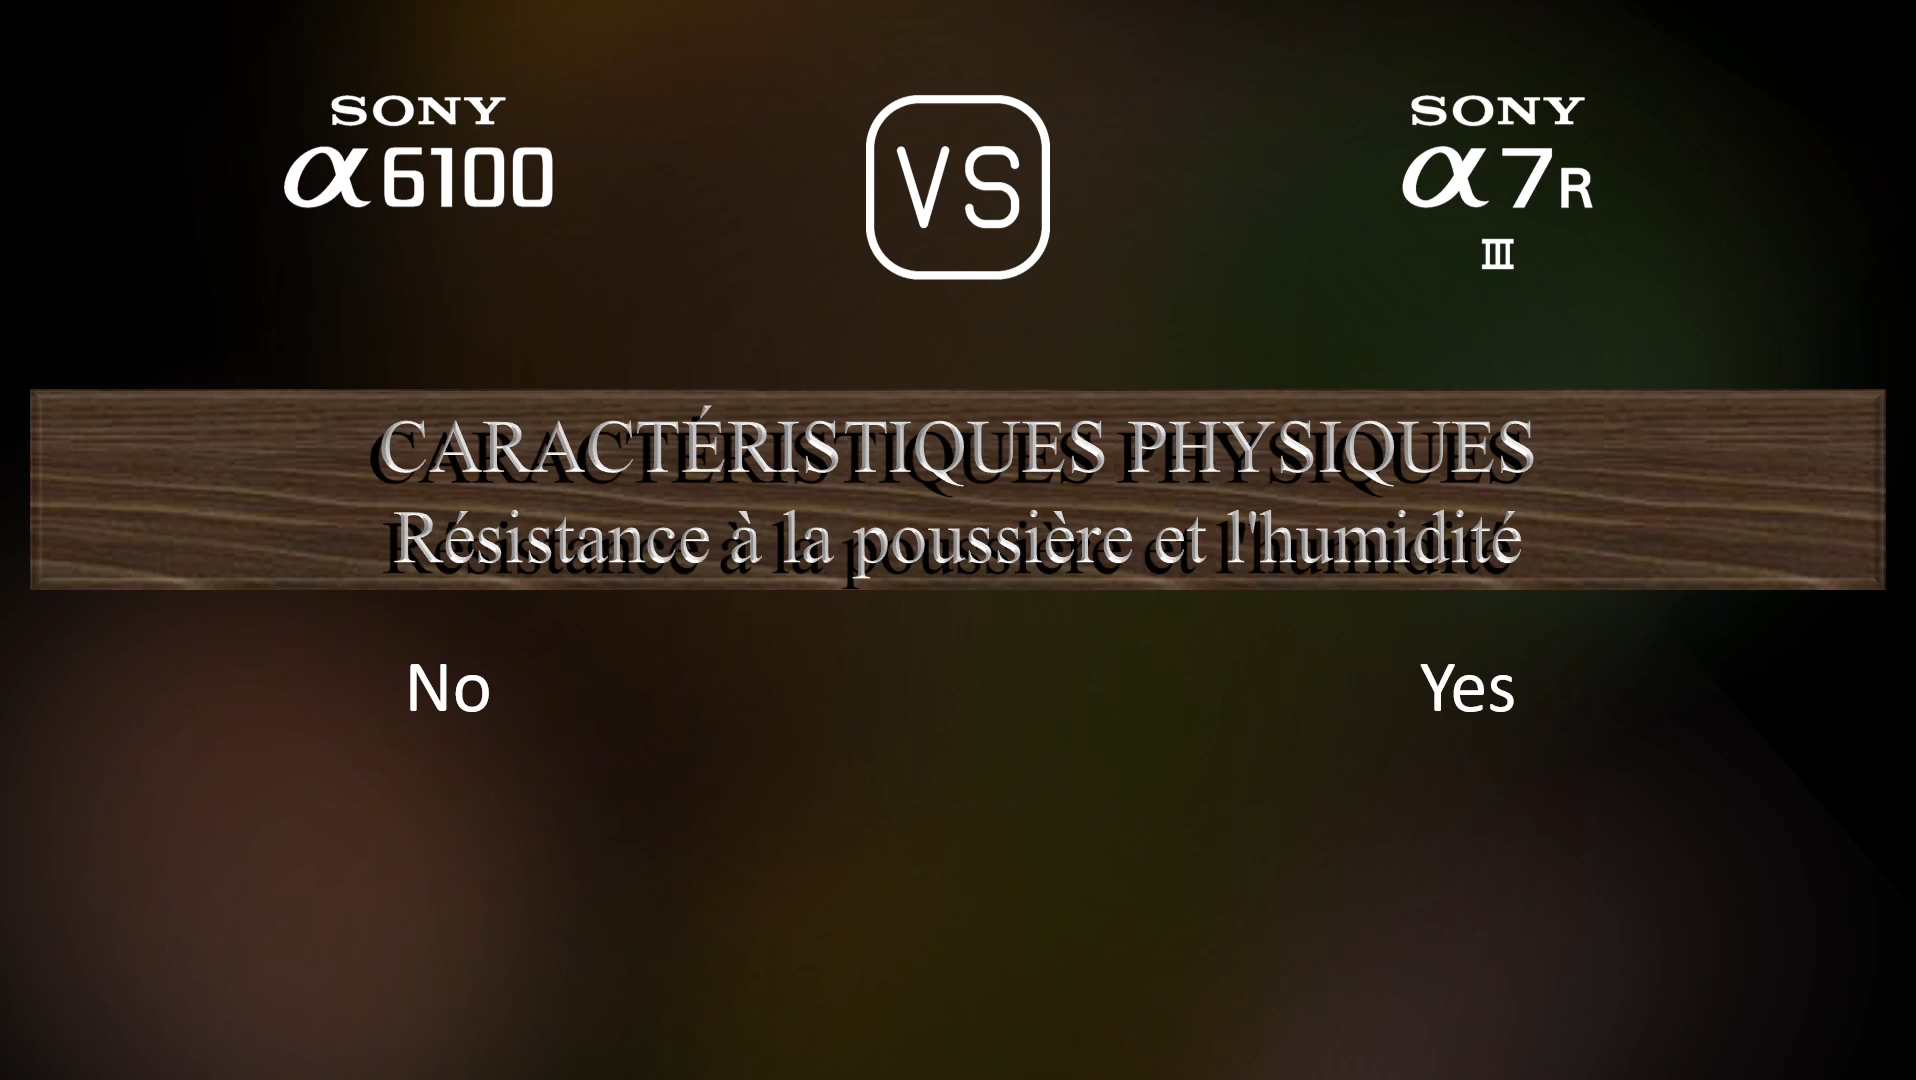 SONY
α6100
VS
SONY
α7R
III
CARACTÉRISTIQUES PHYSIQUES
Résistance à la poussière et l'humidité
No
Yes